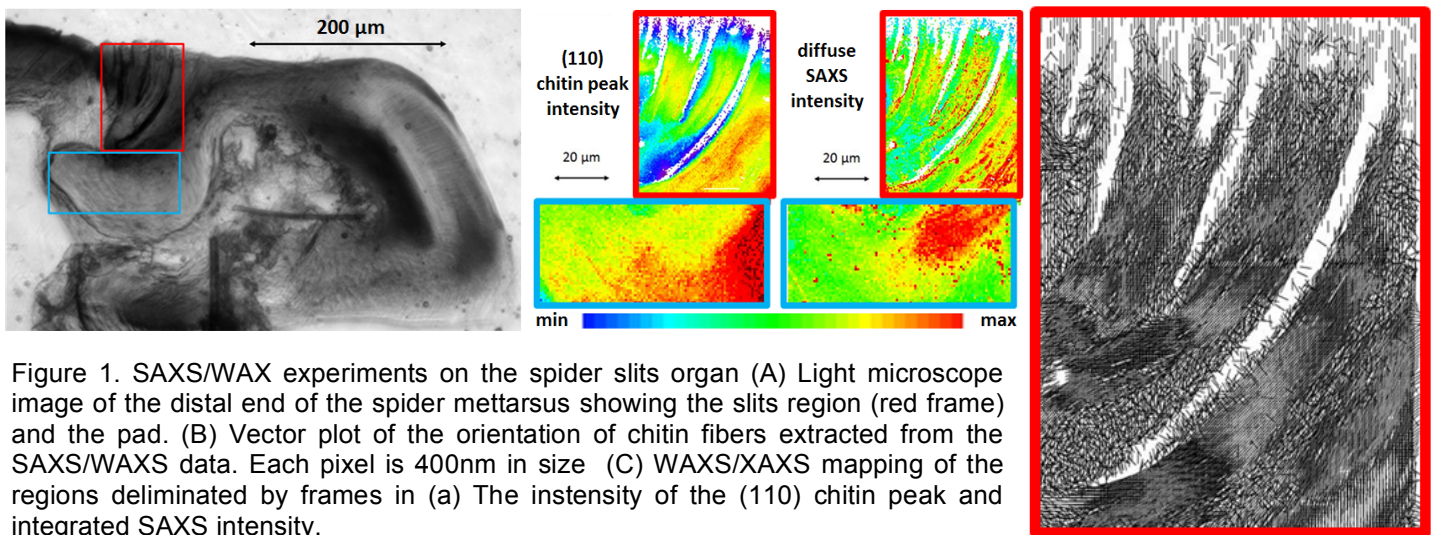 200 µm
(110)
chitin peak
intensity
20 µm
diffuse
SAXS
intensity
20 µm
min
max
Figure 1. SAXS/WAX experiments on the spider slits organ (A) Light microscope
image of the distal end of the spider mettarsus showing the slits region (red frame)
and the pad. (B) Vector plot of the orientation of chitin fibers extracted from the
SAXS/WAXS data. Each pixel is 400nm in size (C) WAXS/XAXS mapping of the
regions deliminated by frames in (a) The instensity of the (110) chitin peak and
integrated SAXS intensity.